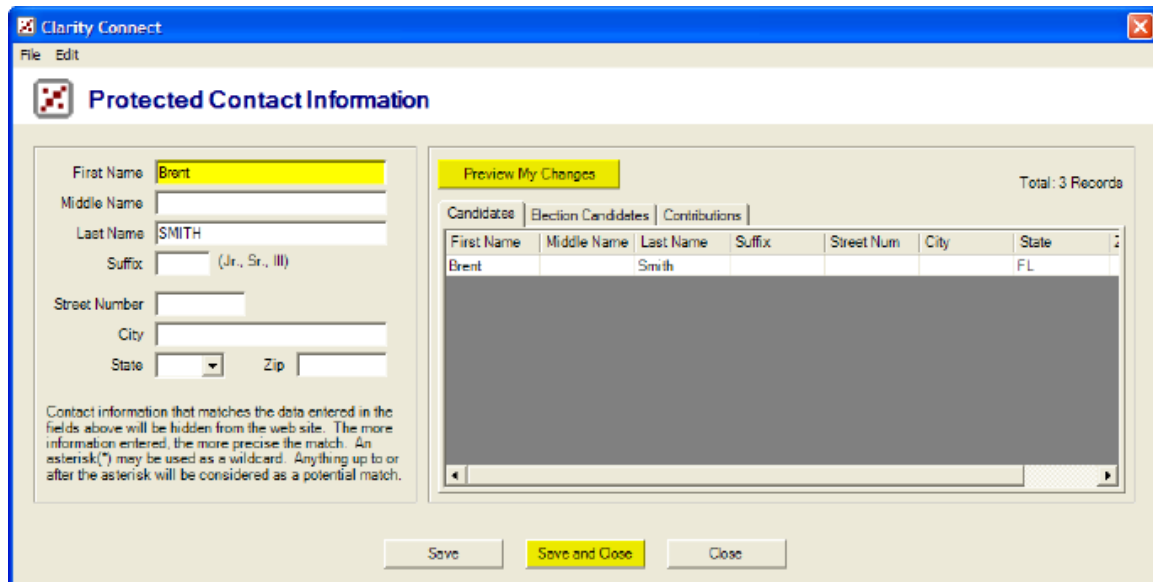 Clarity Connect
File Edit
Protected Contact Information
First Name Brent
Middle Name
Last Name SMITH
Suffix (Jr., Sr., III)
Street Number
City
State Zip
Contact information that matches the data entered in the
fields above will be hidden from the web site. The more
information entered, the more precise the match. An
asterisk(*) may be used as a wildcard. Anything up to or
after the asterisk will be considered as a potential match.
Preview My Changes
Total: 3 Records
Candidates Election Candidates Contributions
First Name Middle Name Last Name Suffix Street Num City State
Brent Smith FL
Save Save and Close Close